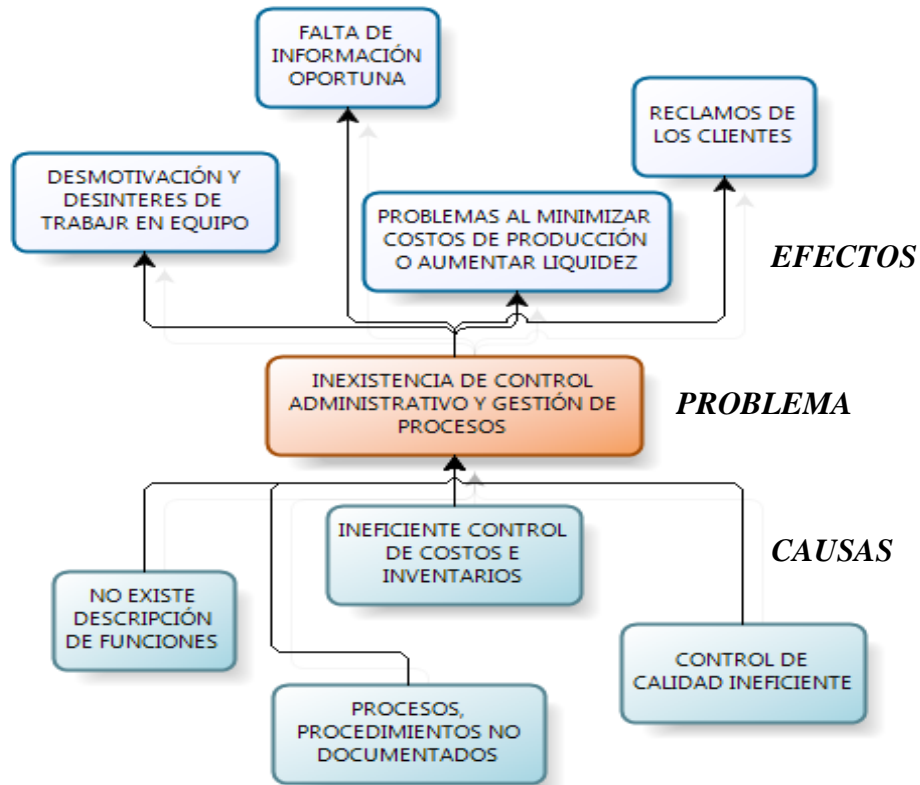 FALTA DE
INFORMACIÓN
OPORTUNA
RECLAMOS DE
LOS CLIENTES
DESMOTIVACIÓN Y
DESINTERES DE
TRABAJR EN EQUIPO
PROBLEMAS AL MINIMIZAR
COSTOS DE PRODUCCIÓN
O AUMENTAR LIQUIDEZ
EFECTOS
INEXISTENCIA DE CONTROL
ADMINISTRATIVO Y GESTIÓN DE
PROCESOS
PROBLEMA
INEFICIENTE CONTROL
DE COSTOS E
INVENTARIOS
CAUSAS
NO EXISTE
DESCRIPCIÓN
DE FUNCIONES
CONTROL DE
CALIDAD INEFICIENTE
PROCESOS,
PROCEDIMIENTOS NO
DOCUMENTADOS